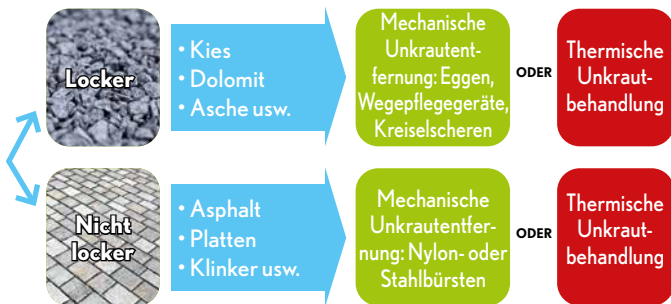 Locker
• Kies
• Dolomit
• Asche usw.
Mechanische
Unkrautent-
fernung: Eggen,
Wegepflegegeräte,
Kreiselscheren
ODER
Thermische
Unkraut-
behandlung
Nicht
locker
• Asphalt
• Platten
• Klinker usw.
Mechanische
Unkrautentfer-
nung: Nylon- oder
Stahlbürsten
ODER
Thermische
Unkraut-
behandlung